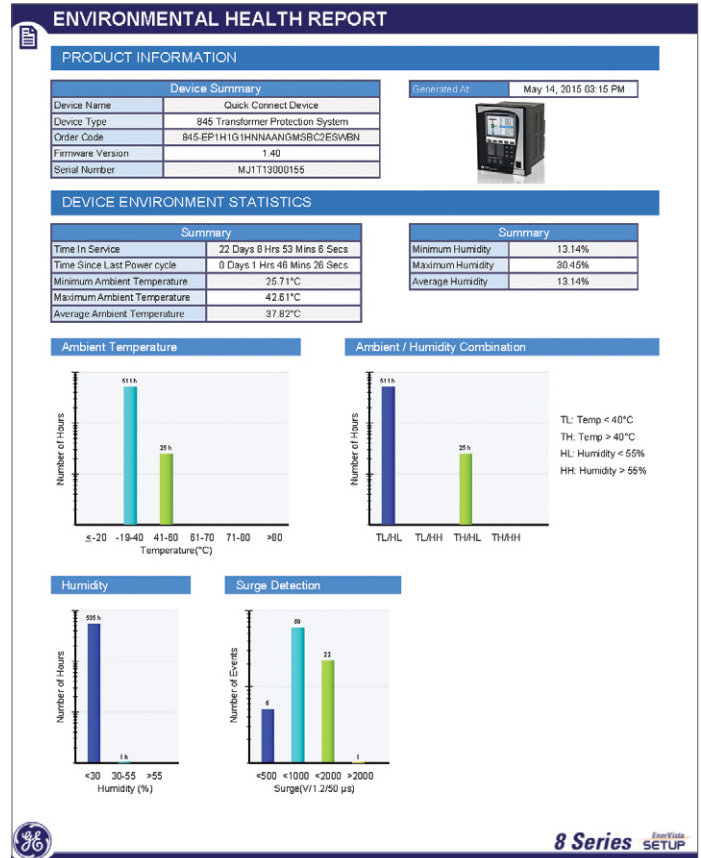 ENVIRONMENTAL HEALTH REPORT
PRODUCT INFORMATION
Device Summary
Device Name Quick Connect Device
Device Type 845 Transformer Protection System
Order Code 845-EP1H1G1HNNAANGMSBC2ESWBN
Firmware Version 1.40
Serial Number MJ1T13000155
Generated At: May 14, 2015 03:15 PM
DEVICE ENVIRONMENT STATISTICS
Summary
Time In Service 22 Days 8 Hrs 53 Mins 6 Secs
Time Since Last Power cycle 0 Days 1 Hrs 46 Mins 26 Secs
Minimum Ambient Temperature 25.71°C
Maximum Ambient Temperature 42.61°C
Average Ambient Temperature 37.82°C
Summary
Minimum Humidity 13.14%
Maximum Humidity 30.45%
Average Humidity 13.14%
Ambient Temperature
Number of Hours
511 h
25 h
≤-20 -19-40 41-60 61-70 71-80 >80
Temperature(°C)
Ambient / Humidity Combination
Number of Hours
511 h
25 h
TL/HL TL/HH TH/HL TH/HH
TL: Temp < 40°C
TH: Temp > 40°C
HL: Humidity < 55%
HH: Humidity > 55%
Humidity
Number of Hours
535 h
1 h
<30 30-55 >55
Humidity (%)
Surge Detection
Number of Events
6
58
22
1
<500 <1000 <2000 >2000
Surge(V/1.2/50 μs)
GE
8 Series EnerVista
SETUP